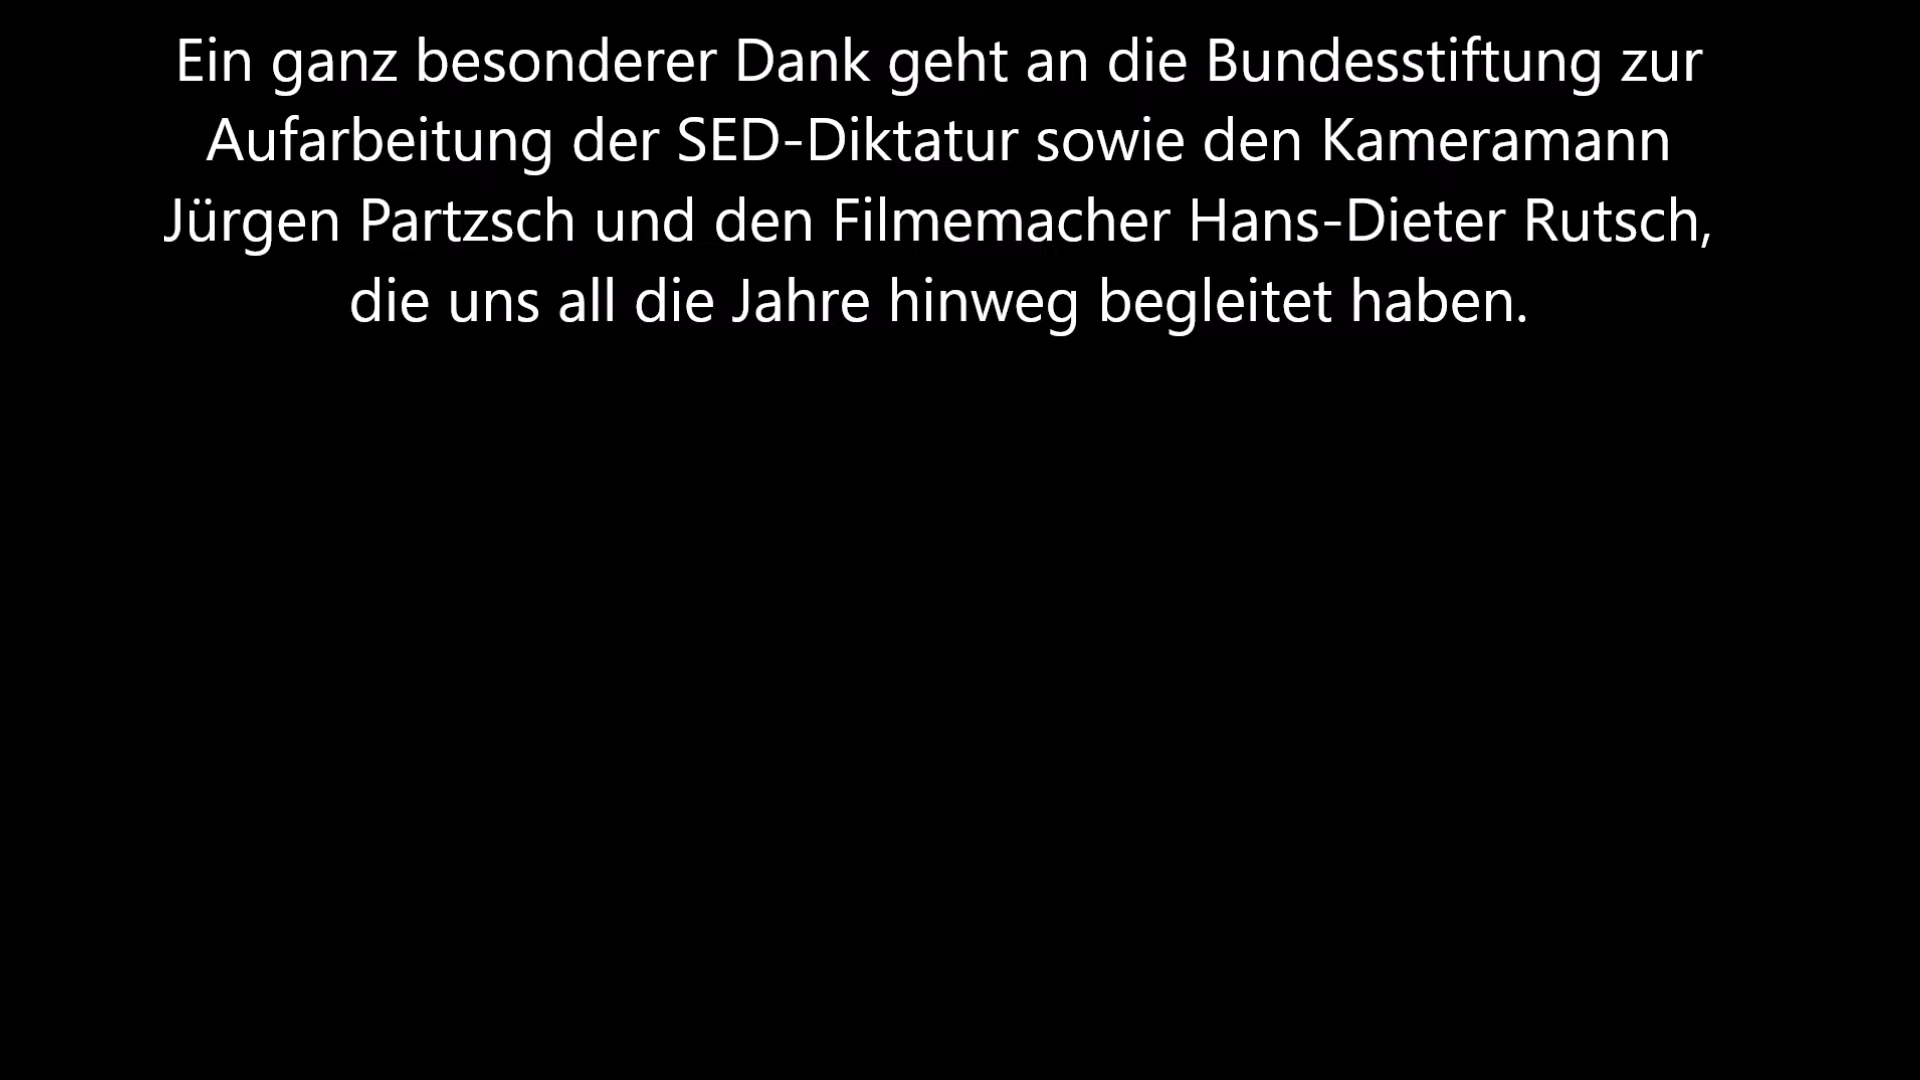 Ein ganz besonderer Dank geht an die Bundesstiftung zur
Aufarbeitung der SED-Diktatur sowie den Kameramann
Jürgen Partzsch und den Filmemacher Hans-Dieter Rutsch,
die uns all die Jahre hinweg begleitet haben.